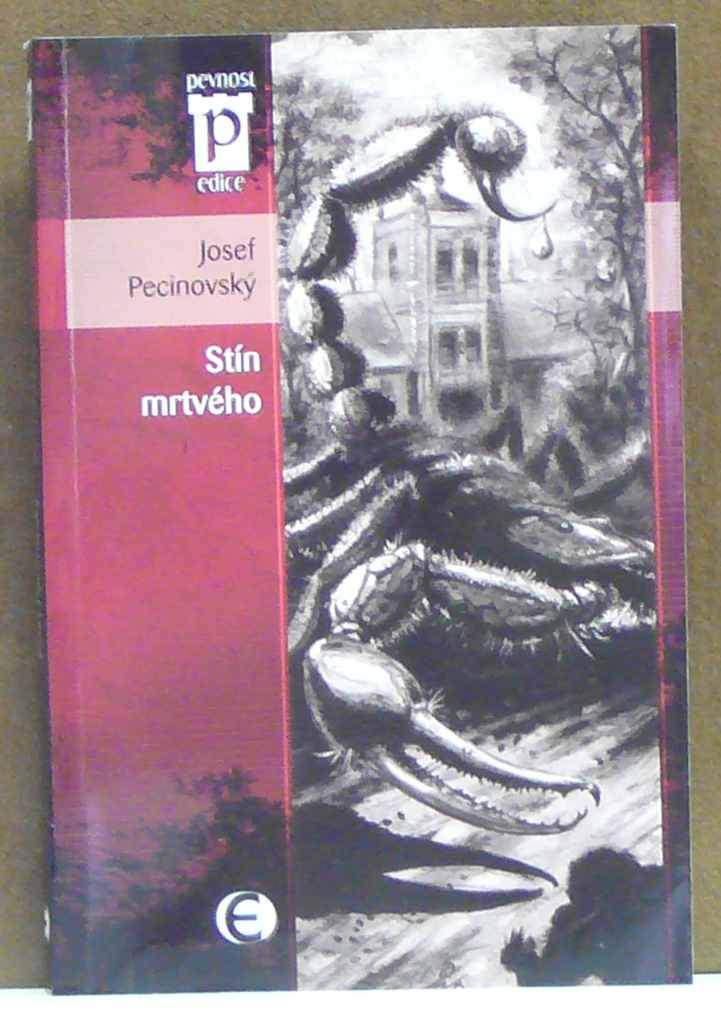 pevnost
p
edice
Josef
Pecinovský
Stín
mrtvého
E